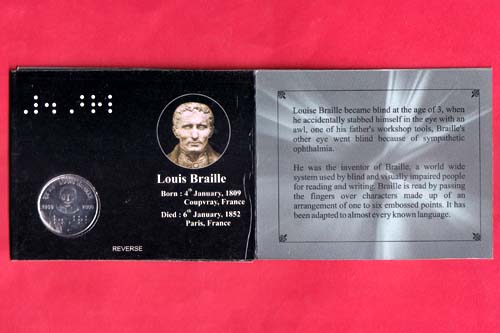 Louis Braille
Born : 4th January, 1809
Coupvray, France
Died : 6th January, 1852
Paris, France
REVERSE
Louise Braille became blind at the age of 3, when
he accidentally stabbed himself in the eye with an
awl, one of his father's workshop tools, Braille's
other eye went blind because of sympathetic
ophthalmia.
He was the inventor of Braille, a world wide
system used by blind and visually impaired people
for reading and writing. Braille is read by passing
the fingers over characters made up of an
arrangement of one to six embossed points. It has
been adapted to almost every known language.